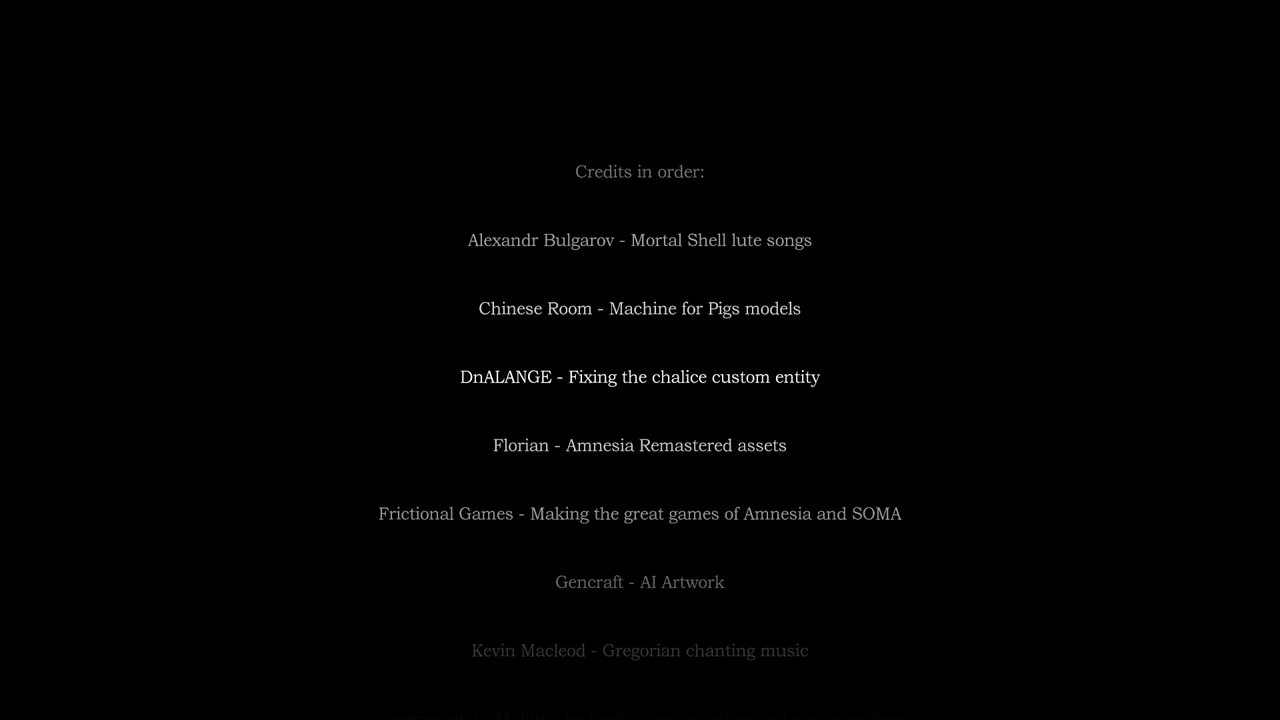 Credits in order:
Alexandr Bulgarov - Mortal Shell lute songs
Chinese Room - Machine for Pigs models
DnALANGE - Fixing the chalice custom entity
Florian - Amnesia Remastered assets
Frictional Games - Making the great games of Amnesia and SOMA
Gencraft - AI Artwork
Kevin Macleod - Gregorian chanting music